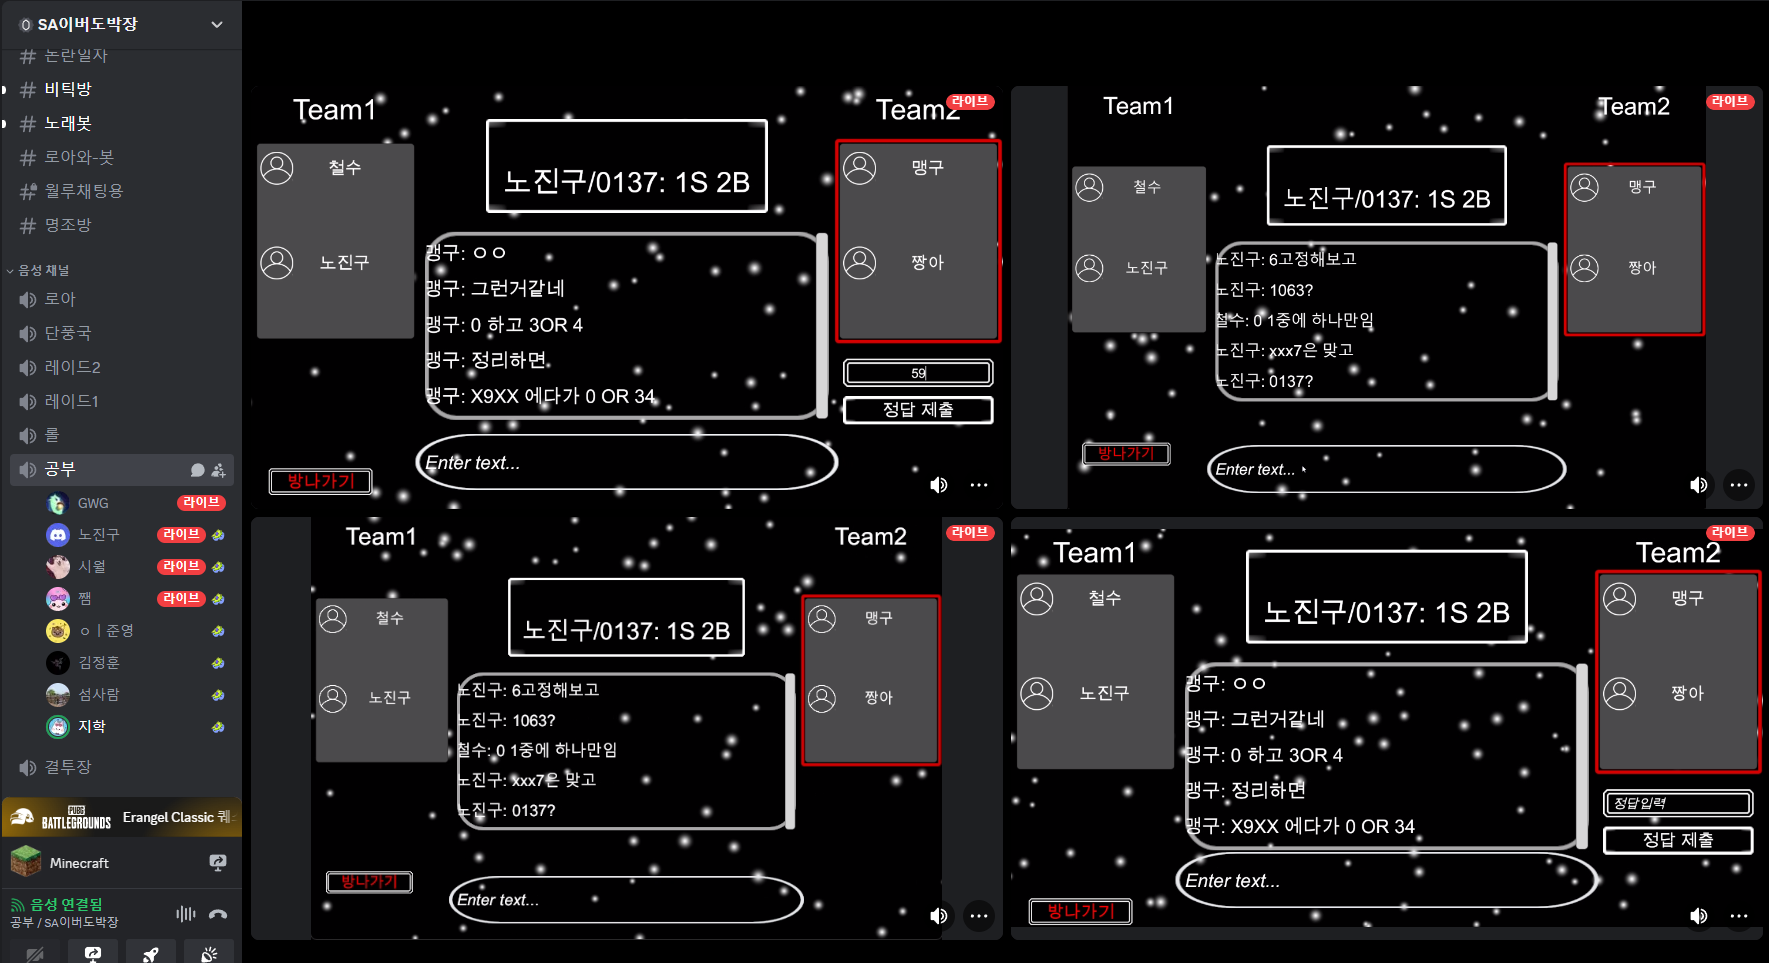 SA이버도박장
논란일자
비틱방
노래봇
로아와-봇
월루채팅용
명조방
음성 채널
로아
단풍국
레이드2
레이드1
롤
공부
GWG 라이브
노진구 라이브
시월 라이브
쨈 라이브
ㅇㅣ준영
김정훈
섬사람
지학
결투장
PUBG
BATTLEGROUNDS
Erangel Classic 퀘
Minecraft
음성 연결됨
공부 / SA이버도박장
Team1
Team2
라이브
철수
노진구
노진구/0137: 1S 2B
맹구
짱아
맹구: ㅇㅇ
맹구: 그런거같네
맹구: 0 하고 3OR 4
맹구: 정리하면
맹구: X9XX 에다가 0 OR 34
59
정답 제출
Enter text...
방나가기
Team1
Team2
라이브
철수
노진구
노진구/0137: 1S 2B
맹구
짱아
노진구: 6고정해보고
노진구: 1063?
철수: 0 1중에 하나만임
노진구: xxx7은 맞고
노진구: 0137?
방나가기
Enter text...
Team1
Team2
라이브
철수
노진구
노진구/0137: 1S 2B
맹구
짱아
노진구: 6고정해보고
노진구: 1063?
철수: 0 1중에 하나만임
노진구: xxx7은 맞고
노진구: 0137?
방나가기
Enter text...
Team1
Team2
라이브
철수
노진구
노진구/0137: 1S 2B
맹구
짱아
맹구: ㅇㅇ
맹구: 그런거같네
맹구: 0 하고 3OR 4
맹구: 정리하면
맹구: X9XX 에다가 0 OR 34
정답입력
정답 제출
Enter text...
방나가기